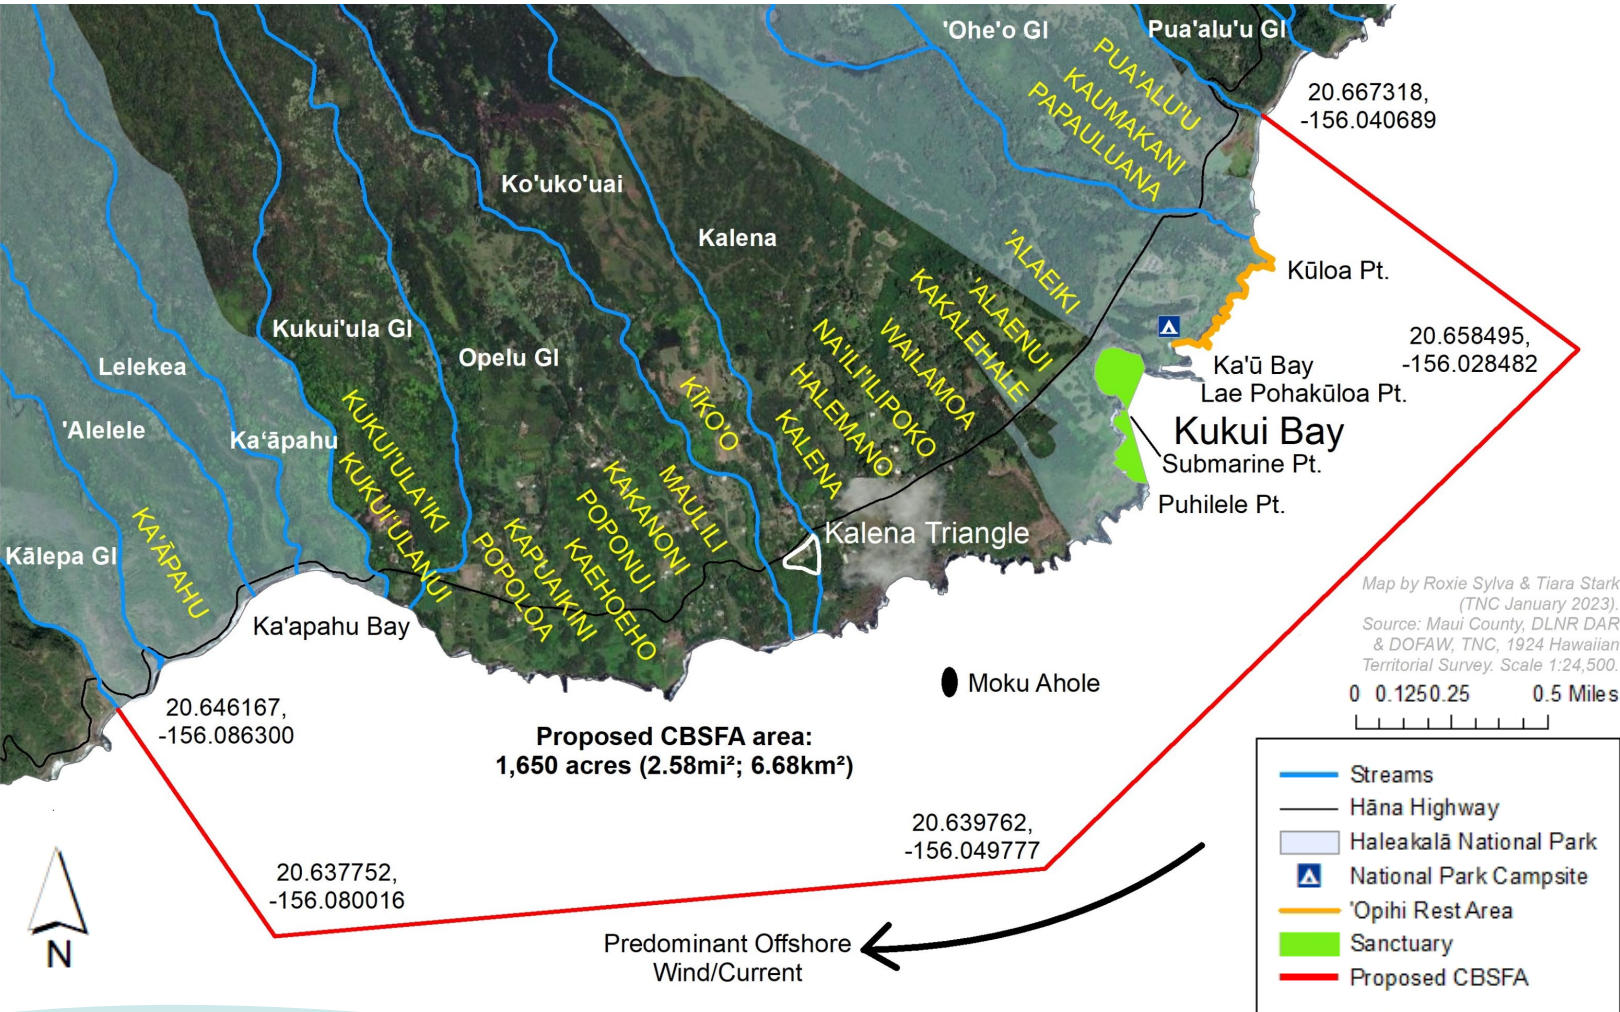 'Ohe'o Gl
Pua'alu'u Gl
PUA'ALU'U
KAUMAKANI
PAPAULUANA
20.667318,
-156.040689
Ko'uko'uai
Kalena
'ALAEIKI
'ALAENUI
KAKALEHALE
WAILAMOA
NA'ILI'ILIPOKO
HALEMANO
KALENA
KĪKO'O
Kūloa Pt.
20.658495,
-156.028482
Kukui'ula Gl
Opelu Gl
Lelekea
'Alelele
Ka‘āpahu
Ka'ū Bay
Lae Pohakūloa Pt.
Kukui Bay
Submarine Pt.
Puhilele Pt.
KUKUI'ULA'IKI
KUKUI'ULANUI
MAULILI
KAKANONI
POPONUI
KAEHOEHO
KAPUAIKINI
POPOLOA
KA'ĀPAHU
Kālepa Gl
Kalena Triangle
Ka'apahu Bay
Map by Roxie Sylva & Tiara Stark
(TNC January 2023).
Source: Maui County, DLNR DAR
& DOFAW, TNC, 1924 Hawaiian
Territorial Survey. Scale 1:24,500.
0 0.125 0.25 0.5 Miles
Moku Ahole
20.646167,
-156.086300
Proposed CBSFA area:
1,650 acres (2.58mi²; 6.68km²)
20.639762,
-156.049777
20.637752,
-156.080016
Predominant Offshore
Wind/Current
N
Streams
Hāna Highway
Haleakalā National Park
National Park Campsite
'Opihi Rest Area
Sanctuary
Proposed CBSFA